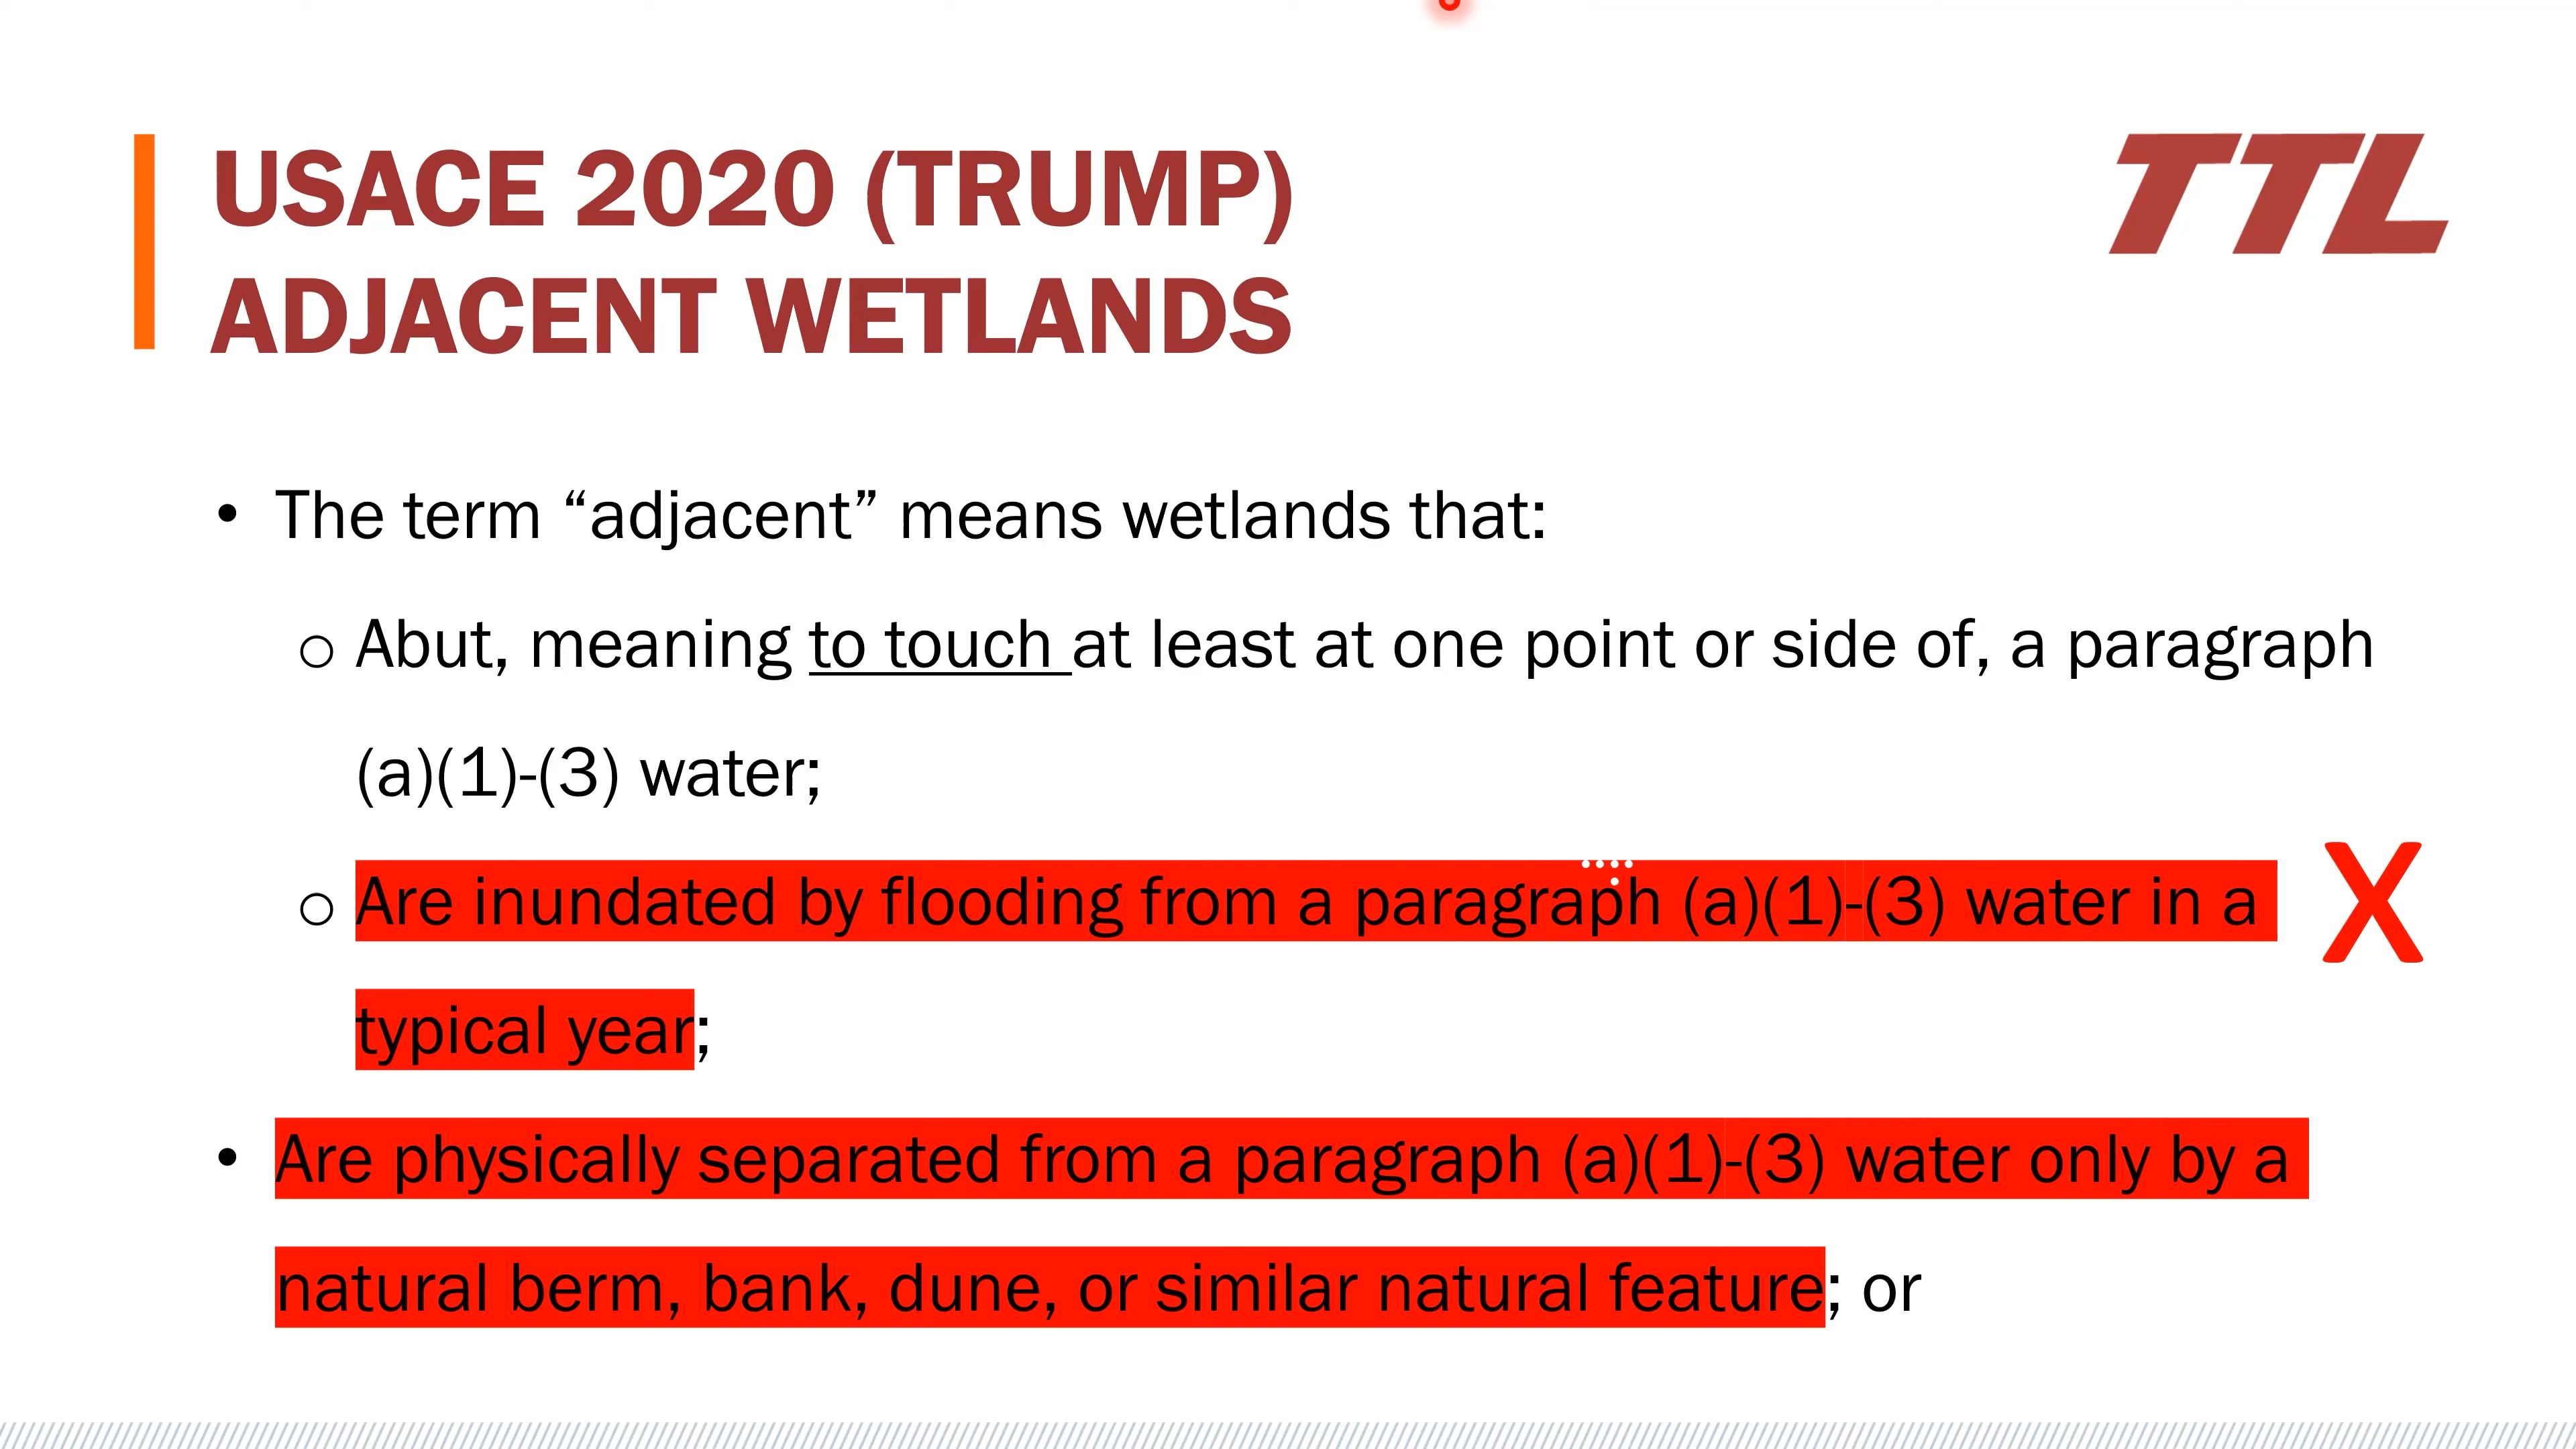 USACE 2020 (TRUMP)
ADJACENT WETLANDS
TTL
• The term “adjacent” means wetlands that:
o Abut, meaning to touch at least at one point or side of, a paragraph
(a)(1)-(3) water;
o Are inundated by flooding from a paragraph (a)(1)-(3) water in a
typical year;
X
• Are physically separated from a paragraph (a)(1)-(3) water only by a
natural berm, bank, dune, or similar natural feature; or